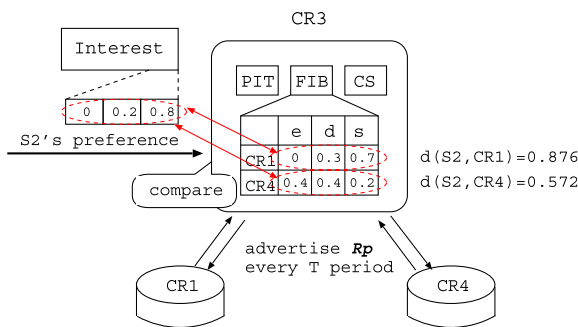 CR3
Interest
PIT FIB CS
0 0.2 0.8
S2's preference
e d s
CR1 0 0.3 0.7 d(S2,CR1)=0.876
CR4 0.4 0.4 0.2 d(S2,CR4)=0.572
compare
advertise Rp
every T period
CR1 CR4